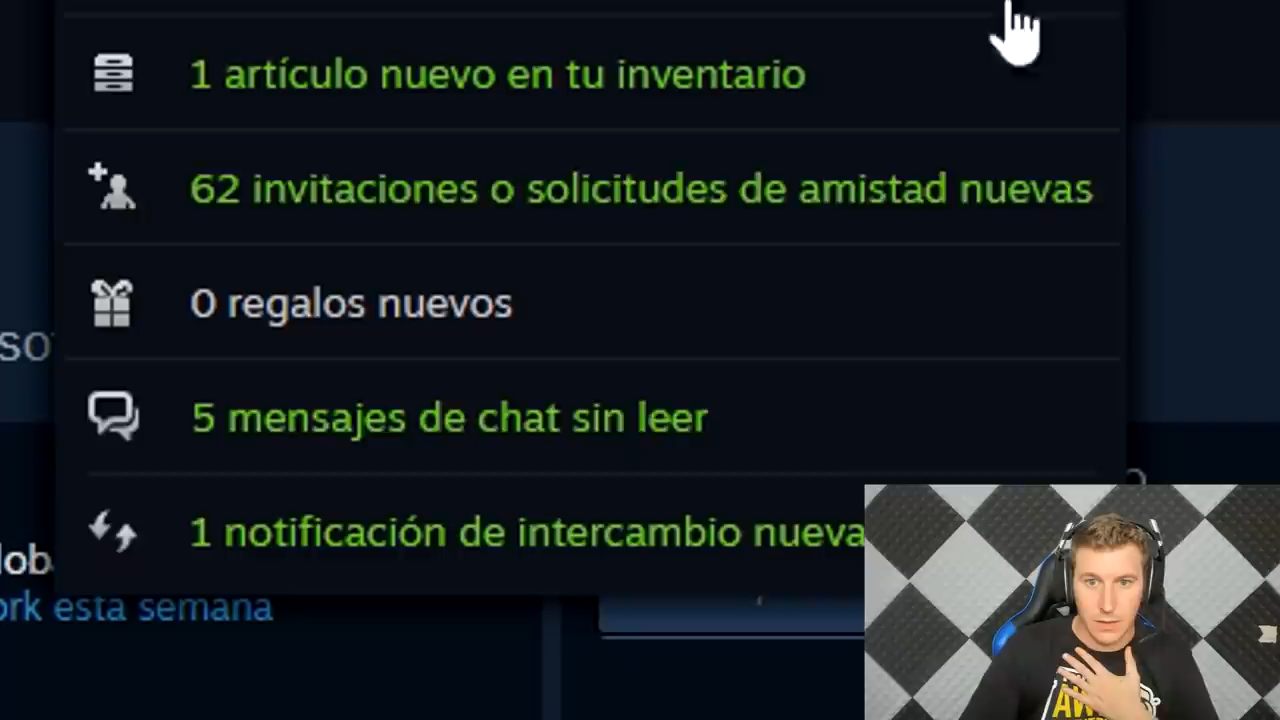 1 artículo nuevo en tu inventario
62 invitaciones o solicitudes de amistad nuevas
0 regalos nuevos
5 mensajes de chat sin leer
1 notificación de intercambio nueva
esta semana